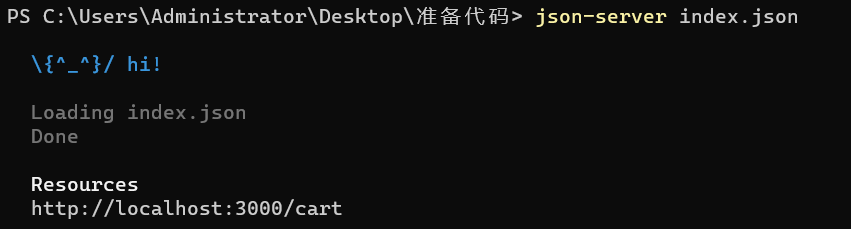 PS C:\Users\Administrator\Desktop\准备代码> json-server index.json
\{^_^}/ hi!
Loading index.json
Done
Resources
http://localhost:3000/cart